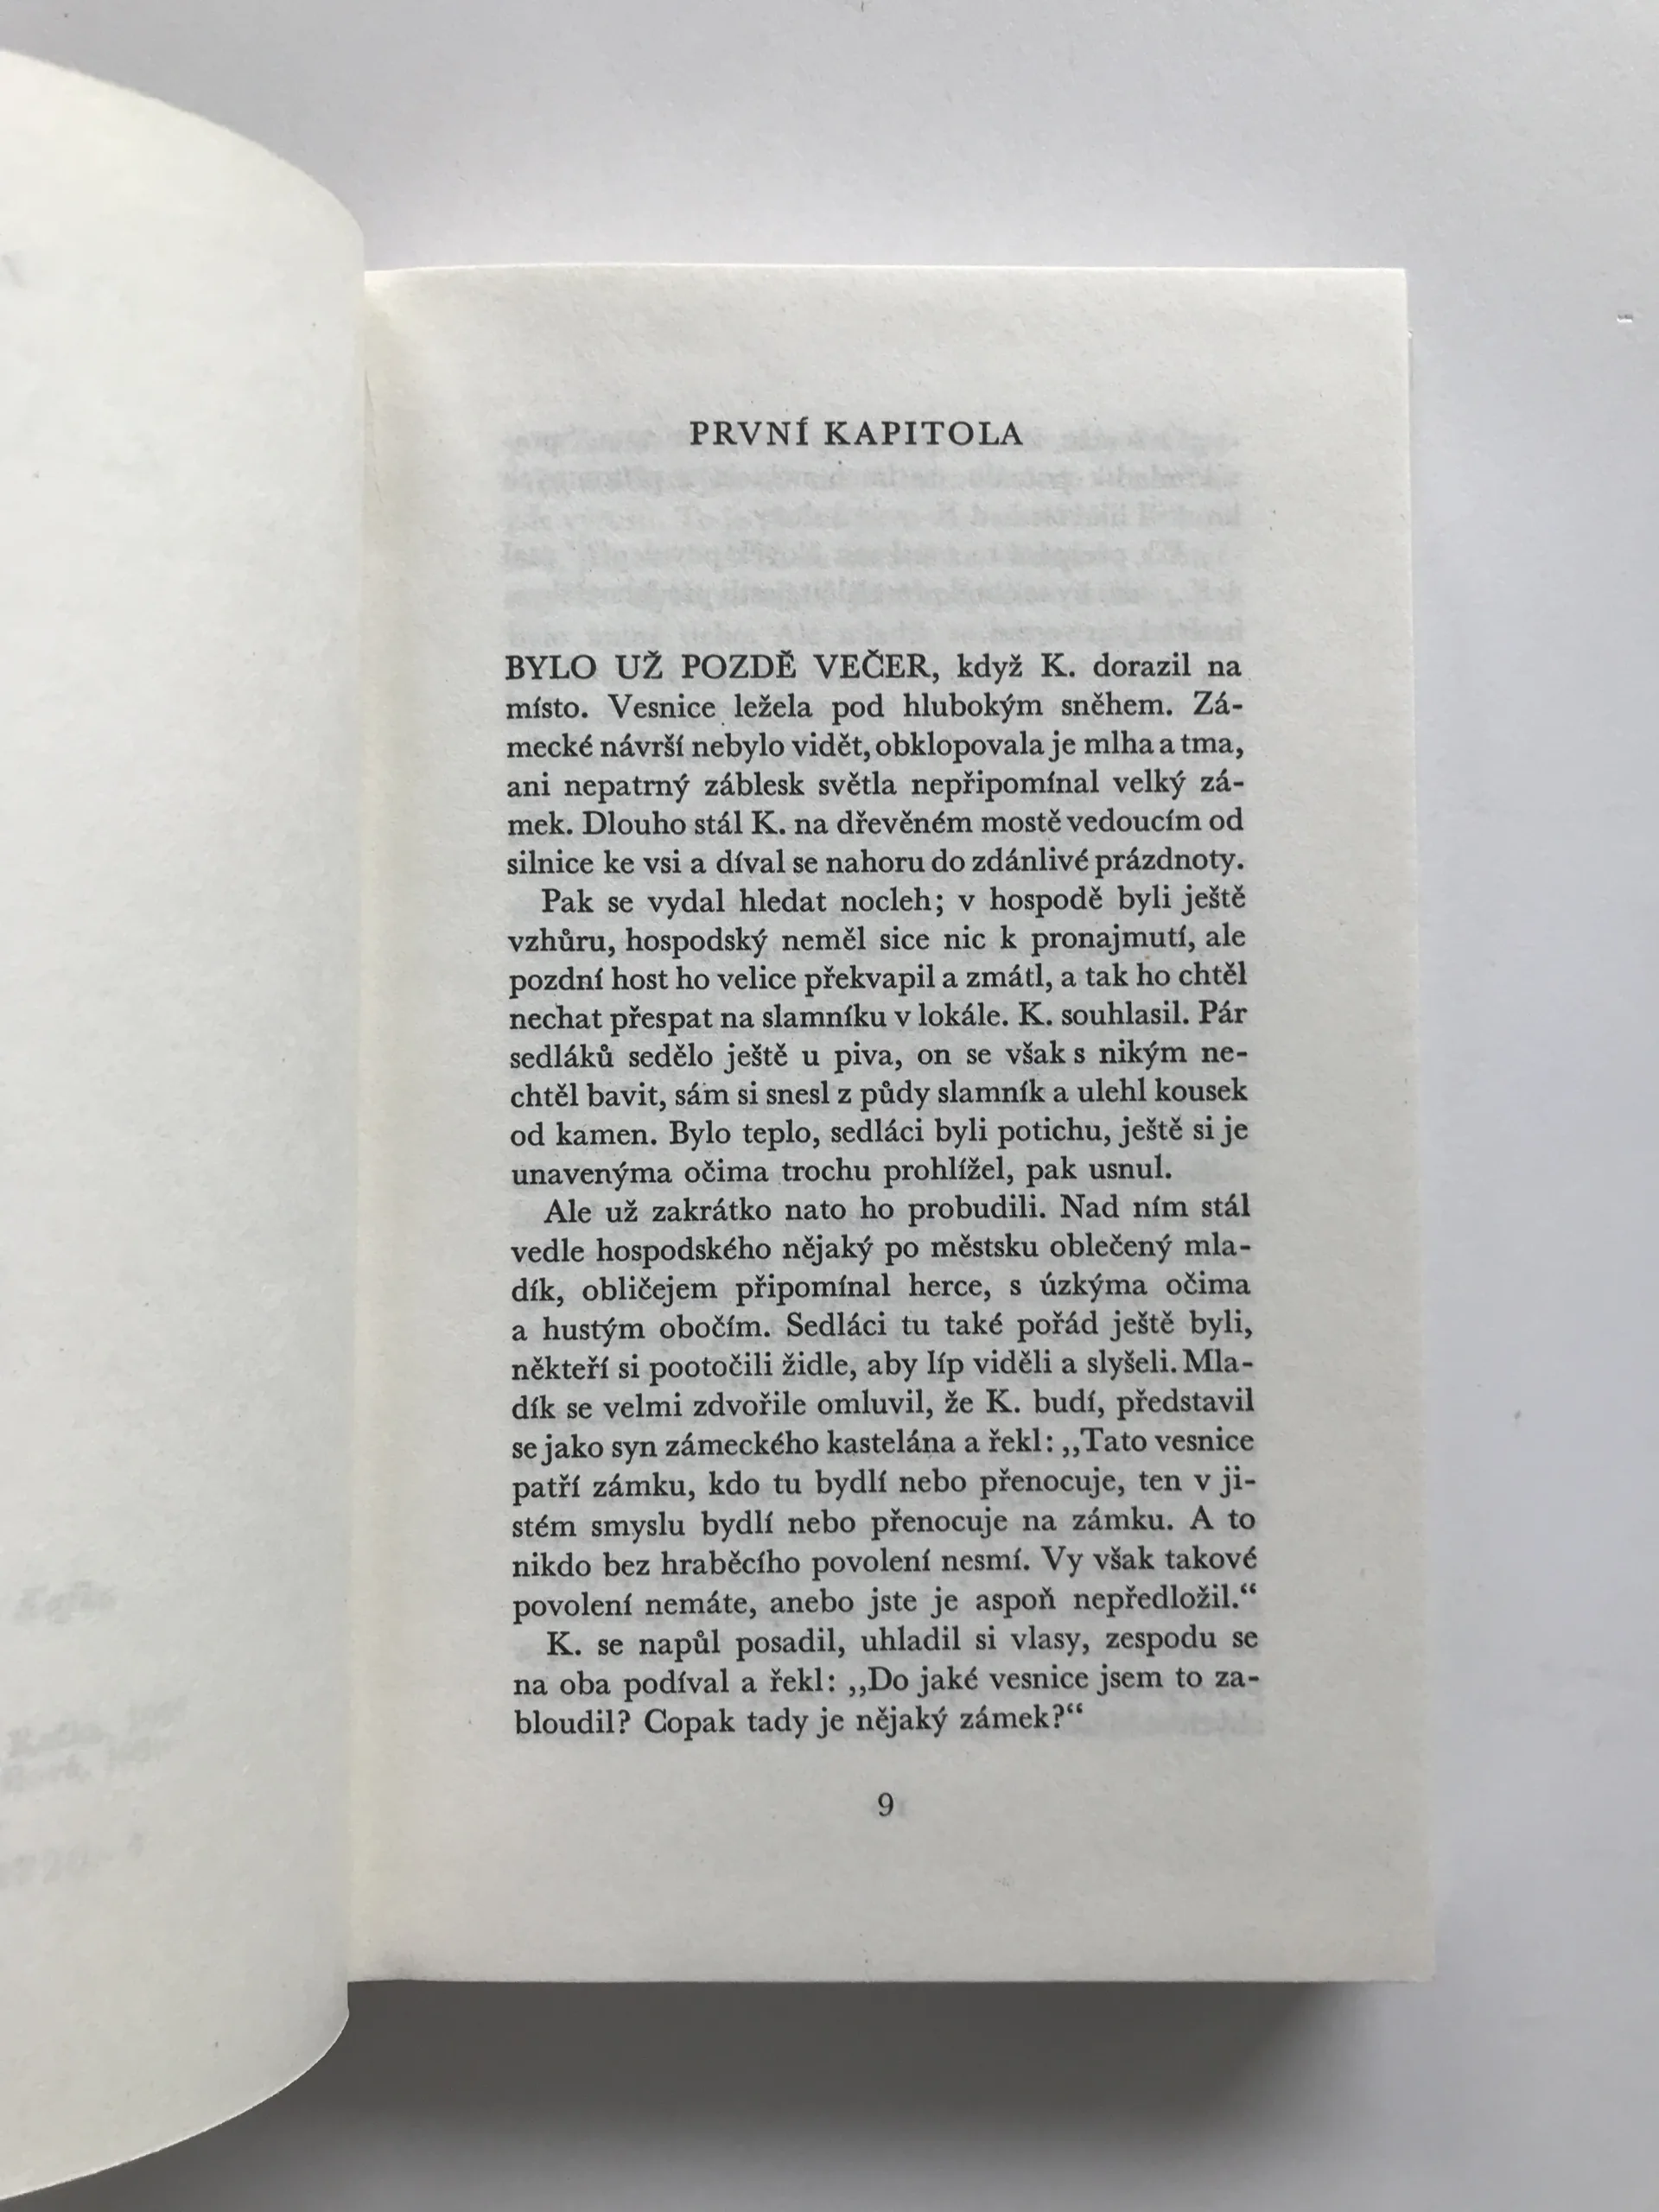 PRVNÍ KAPITOLA
BYLO UŽ POZDĚ VEČER, když K. dorazil na
místo. Vesnice ležela pod hlubokým sněhem. Zá-
mecké návrší nebylo vidět, obklopovala je mlha a tma,
ani nepatrný záblesk světla nepřipomínal velký zá-
mek. Dlouho stál K. na dřevěném mostě vedoucím od
silnice ke vsi a díval se nahoru do zdánlivé prázdnoty.
Pak se vydal hledat nocleh; v hospodě byli ještě
vzhůru, hospodský neměl sice nic k pronajmutí, ale
pozdní host ho velice překvapil a zmátl, a tak ho chtěl
nechat přespat na slamníku v lokále. K. souhlasil. Pár
sedláků sedělo ještě u piva, on se však s nikým ne-
chtěl bavit, sám si snesl z půdy slamník a ulehl kousek
od kamen. Bylo teplo, sedláci byli potichu, ještě si je
unavenýma očima trochu prohlížel, pak usnul.
Ale už zakrátko nato ho probudili. Nad ním stál
vedle hospodského nějaký po městsku oblečený mla-
dík, obličejem připomínal herce, s úzkýma očima
a hustým obočím. Sedláci tu také pořád ještě byli,
někteří si pootočili židle, aby líp viděli a slyšeli. Mla-
dík se velmi zdvořile omluvil, že K. budí, představil
se jako syn zámeckého kastelána a řekl: „Tato vesnice
patří zámku, kdo tu bydlí nebo přenocuje, ten v ji-
stém smyslu bydlí nebo přenocuje na zámku. A to
nikdo bez hraběcího povolení nesmí. Vy však takové
povolení nemáte, anebo jste je aspoň nepředložil.“
K. se napůl posadil, uhladil si vlasy, zespodu se
na oba podíval a řekl: „Do jaké vesnice jsem to za-
bloudil? Copak tady je nějaký zámek?“
9